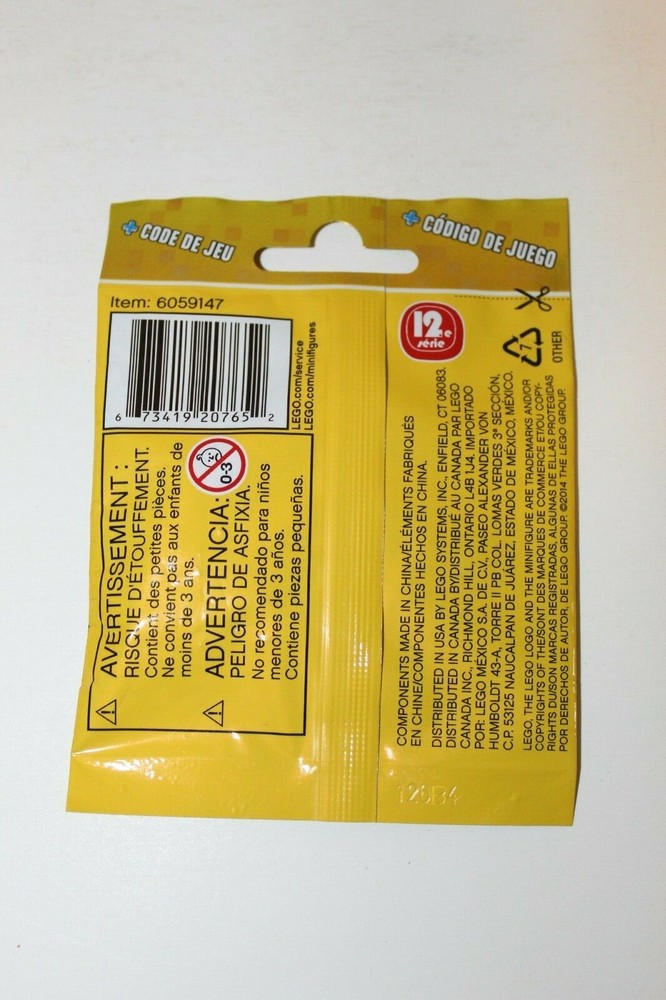 + CODE DE JEU
+ CÓDIGO DE JUEGO
Item: 6059147
6 73419 20765 2
LEGO.com/service
LEGO.com/minifigures
AVERTISSEMENT :
RISQUE D'ÉTOUFFEMENT.
Contient des petites pièces.
Ne convient pas aux enfants de
moins de 3 ans.
0-3
ADVERTENCIA:
PELIGRO DE ASFIXIA.
No recomendado para niños
menores de 3 años.
Contiene piezas pequeñas.
12.e
série
7
OTHER
COMPONENTS MADE IN CHINA/ÉLÉMENTS FABRIQUÉS
EN CHINE/COMPONENTES HECHOS EN CHINA.
DISTRIBUTED IN USA BY LEGO SYSTEMS, INC., ENFIELD, CT 06083.
DISTRIBUTED IN CANADA BY/DISTRIBUÉ AU CANADA PAR LEGO
CANADA INC., RICHMOND HILL, ONTARIO L4B 1J4. IMPORTADO
POR: LEGO MÉXICO S.A. DE C.V., PASEO ALEXANDER VON
HUMBOLDT 43-A, TORRE II PB COL. LOMAS VERDES 3ª SECCIÓN,
C.P. 53125 NAUCALPAN DE JUÁREZ, ESTADO DE MÉXICO, MÉXICO.
LEGO, THE LEGO LOGO AND THE MINIFIGURE ARE TRADEMARKS AND/OR
COPYRIGHTS OF THE/SONT DES MARQUES DE COMMERCE ET/OU COPY-
RIGHTS DU/SON MARCAS REGISTRADAS, ALGUNAS DE ELLAS PROTEGIDAS
POR DERECHOS DE AUTOR, DE LEGO GROUP. ©2014 THE LEGO GROUP.
126B4